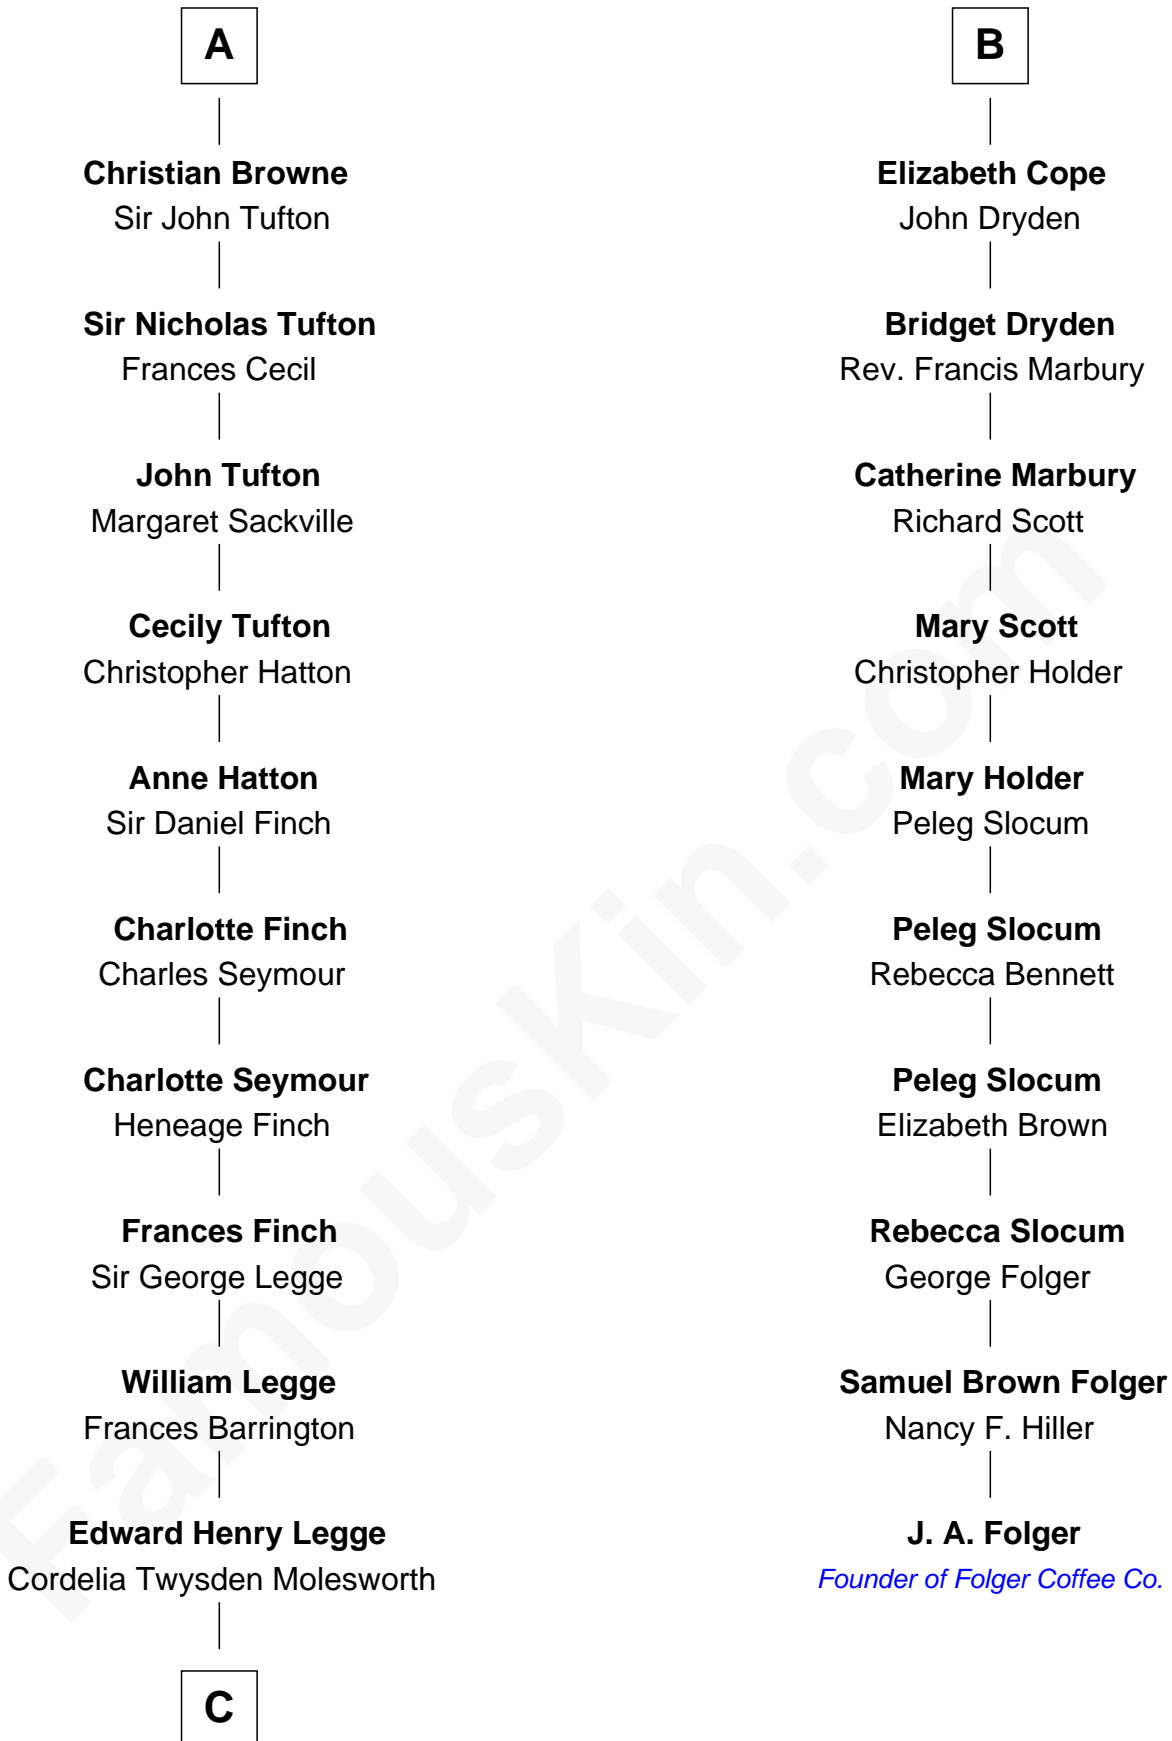 A
Christian Browne
Sir John Tufton
Sir Nicholas Tufton
Frances Cecil
John Tufton
Margaret Sackville
Cecily Tufton
Christopher Hatton
Anne Hatton
Sir Daniel Finch
Charlotte Finch
Charles Seymour
Charlotte Seymour
Heneage Finch
Frances Finch
Sir George Legge
William Legge
Frances Barrington
Edward Henry Legge
Cordelia Twysden Molesworth
C
B
Elizabeth Cope
John Dryden
Bridget Dryden
Rev. Francis Marbury
Catherine Marbury
Richard Scott
Mary Scott
Christopher Holder
Mary Holder
Peleg Slocum
Peleg Slocum
Rebecca Bennett
Peleg Slocum
Elizabeth Brown
Rebecca Slocum
George Folger
Samuel Brown Folger
Nancy F. Hiller
J. A. Folger
Founder of Folger Coffee Co.
FamousKin.com